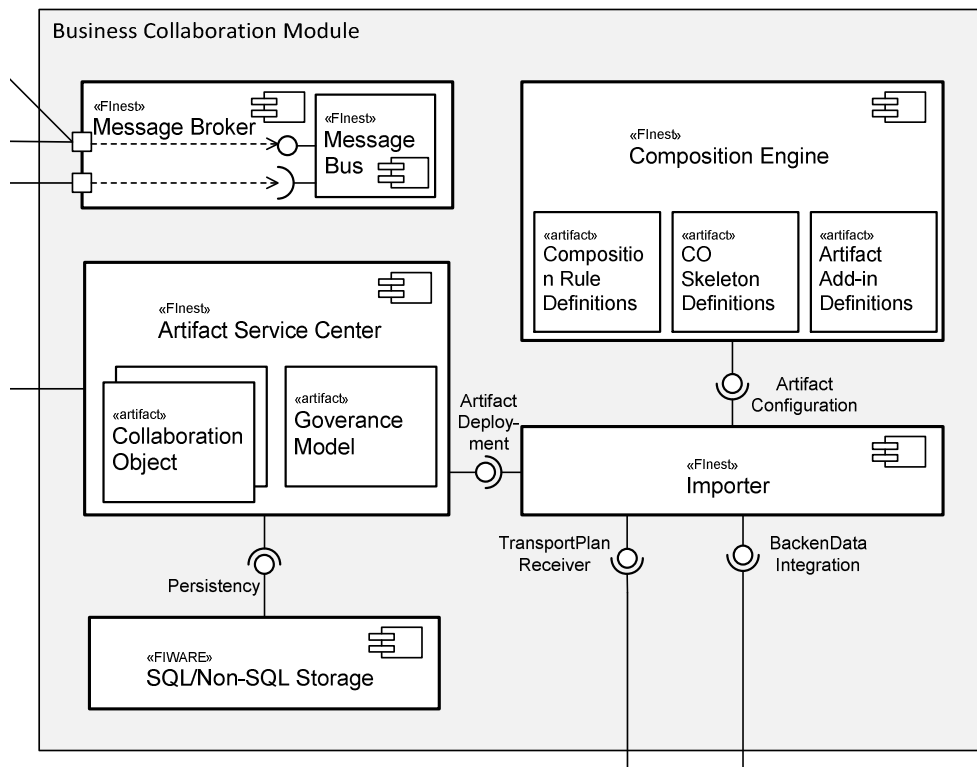 Business Collaboration Module
«FInest»
Message Broker
«FInest»
Message
Bus
«FInest»
Composition Engine
«artifact»
Compositio
n Rule
Definitions
«artifact»
CO
Skeleton
Definitions
«artifact»
Artifact
Add-in
Definitions
«FInest»
Artifact Service Center
«artifact»
Collaboration
Object
«artifact»
Goverance
Model
Artifact
Deploy-
ment
Artifact
Configuration
«FInest»
Importer
TransportPlan
Receiver
BackenData
Integration
Persistency
«FIWARE»
SQL/Non-SQL Storage